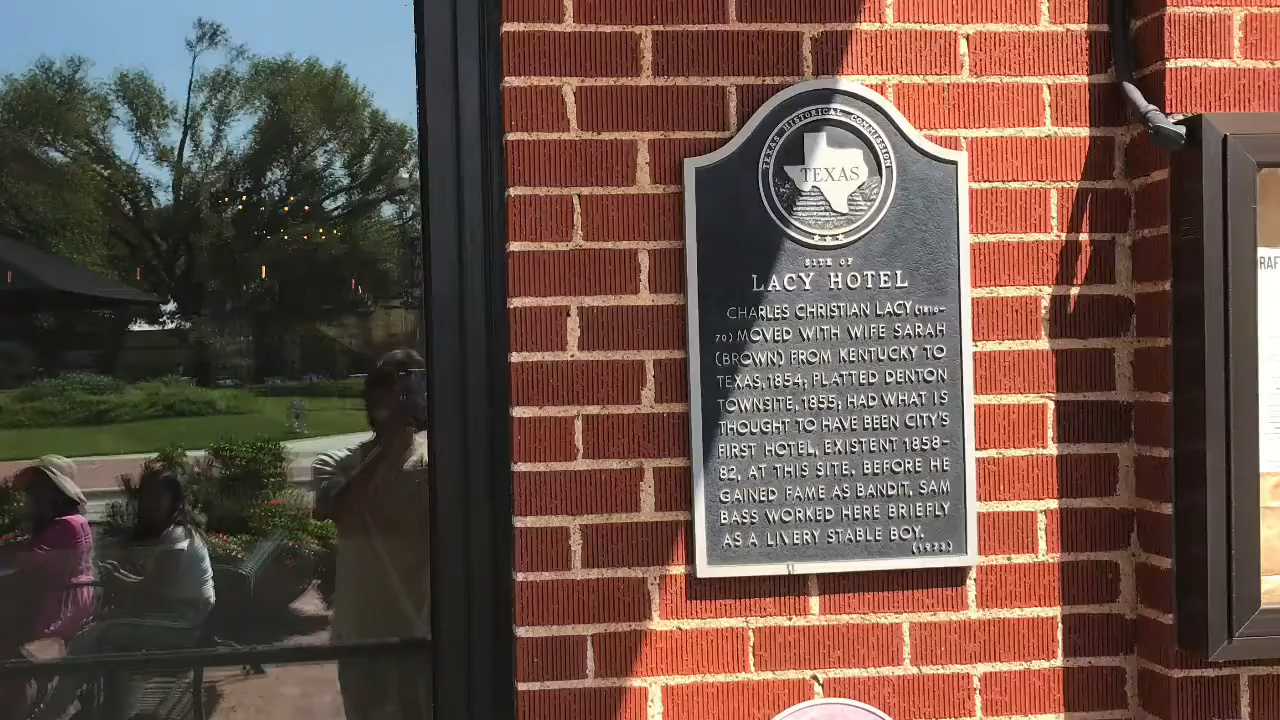 TEXAS HISTORICAL COMMISSION
TEXAS
SITE OF
LACY HOTEL
CHARLES CHRISTIAN LACY (1816-
70) MOVED WITH WIFE SARAH
(BROWN) FROM KENTUCKY TO
TEXAS, 1854; PLATTED DENTON
TOWNSITE, 1855; HAD WHAT IS
THOUGHT TO HAVE BEEN CITY'S
FIRST HOTEL, EXISTENT 1858-
82, AT THIS SITE. BEFORE HE
GAINED FAME AS BANDIT, SAM
BASS WORKED HERE BRIEFLY
AS A LIVERY STABLE BOY.
(1973)